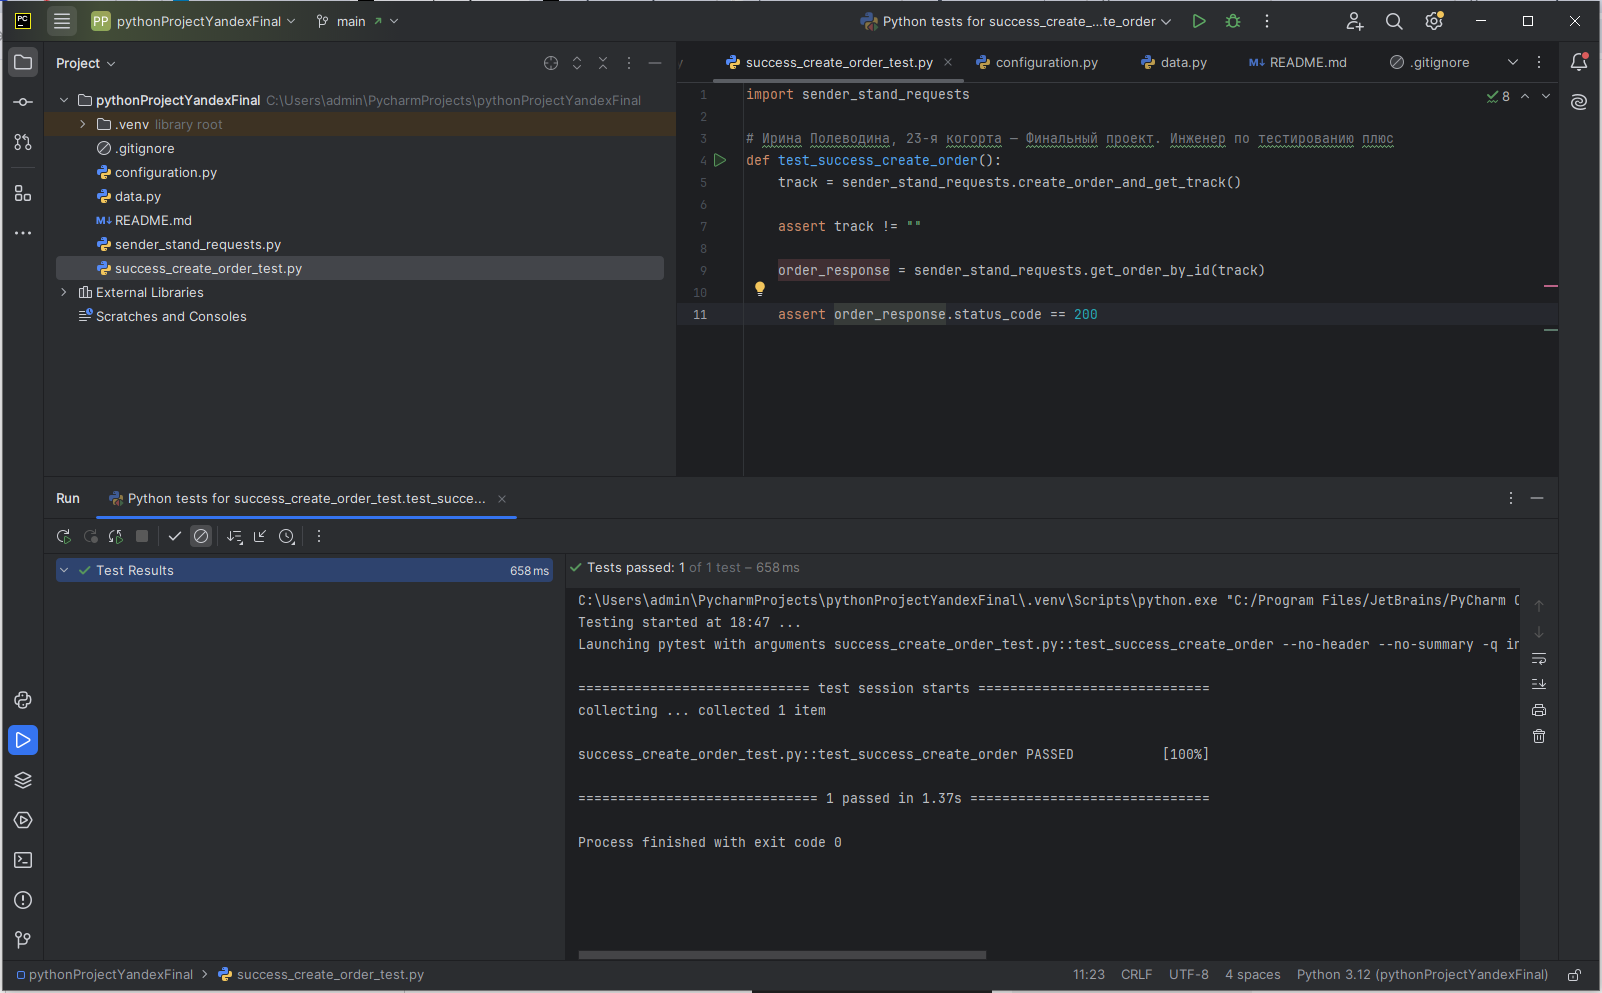 PC
PP pythonProjectYandexFinal
main
Python tests for success_create_...te_order
Project
pythonProjectYandexFinal C:\Users\admin\PycharmProjects\pythonProjectYandexFinal
.venv library root
.gitignore
configuration.py
data.py
README.md
sender_stand_requests.py
success_create_order_test.py
External Libraries
Scratches and Consoles
success_create_order_test.py
configuration.py
data.py
README.md
.gitignore
8
1 import sender_stand_requests
2
3 # Ирина Полеводина, 23-я когорта — Финальный проект. Инженер по тестированию плюс
4 def test_success_create_order():
5 track = sender_stand_requests.create_order_and_get_track()
6
7 assert track != ""
8
9 order_response = sender_stand_requests.get_order_by_id(track)
10
11 assert order_response.status_code == 200
Run
Python tests for success_create_order_test.test_succe...
Test Results 658 ms
Tests passed: 1 of 1 test – 658 ms
C:\Users\admin\PycharmProjects\pythonProjectYandexFinal\.venv\Scripts\python.exe "C:/Program Files/JetBrains/PyCharm C
Testing started at 18:47 ...
Launching pytest with arguments success_create_order_test.py::test_success_create_order --no-header --no-summary -q in
============================= test session starts =============================
collecting ... collected 1 item
success_create_order_test.py::test_success_create_order PASSED [100%]
============================== 1 passed in 1.37s ==============================
Process finished with exit code 0
pythonProjectYandexFinal > success_create_order_test.py
11:23 CRLF UTF-8 4 spaces Python 3.12 (pythonProjectYandexFinal)